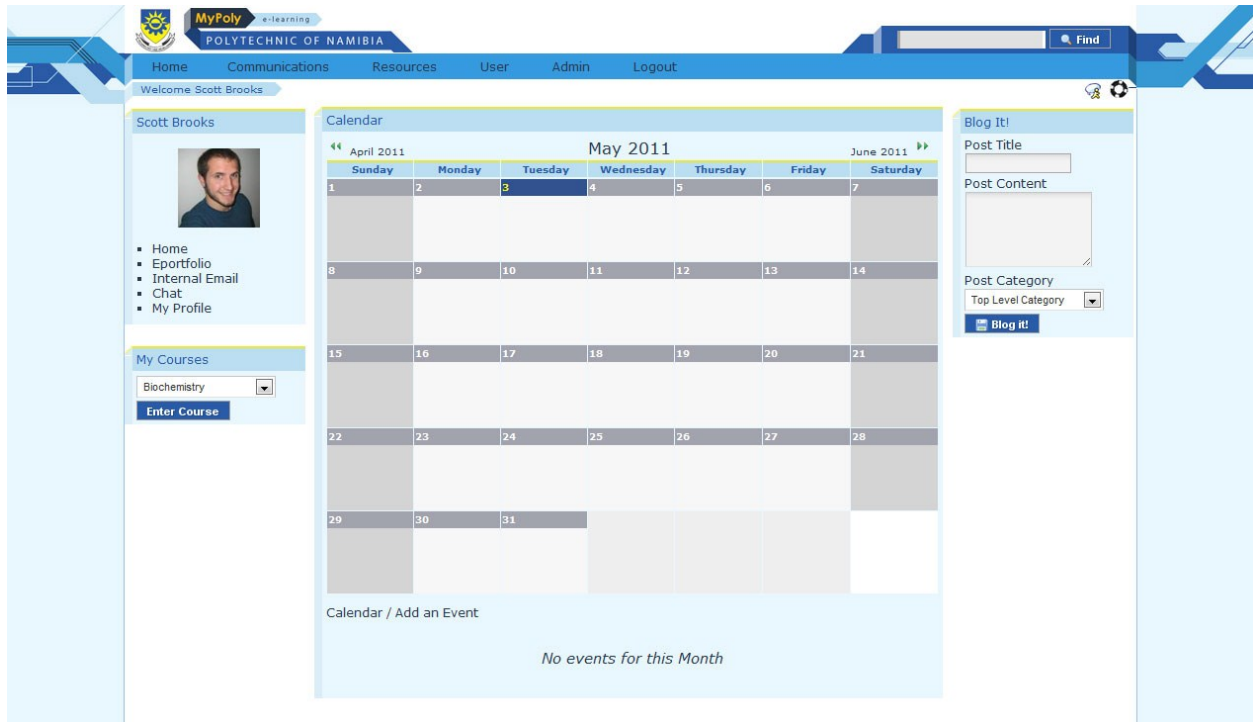 MyPoly e-learning
POLYTECHNIC OF NAMIBIA
Find
Home Communications Resources User Admin Logout
Welcome Scott Brooks
Scott Brooks
Home
Eportfolio
Internal Email
Chat
My Profile
My Courses
Biochemistry
Enter Course
Calendar
April 2011 May 2011 June 2011
Sunday Monday Tuesday Wednesday Thursday Friday Saturday
1 2 3 4 5 6 7
8 9 10 11 12 13 14
15 16 17 18 19 20 21
22 23 24 25 26 27 28
29 30 31
Calendar / Add an Event
No events for this Month
Blog It!
Post Title
Post Content
Post Category
Top Level Category
Blog it!